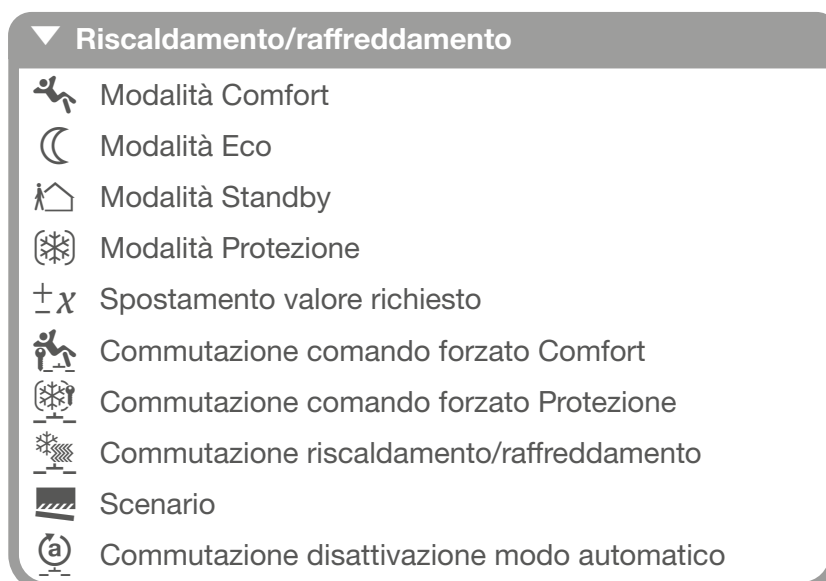 Riscaldamento/raffreddamento
Modalità Comfort
Modalità Eco
Modalità Standby
Modalità Protezione
±x Spostamento valore richiesto
Commutazione comando forzato Comfort
Commutazione comando forzato Protezione
Commutazione riscaldamento/raffreddamento
Scenario
a Commutazione disattivazione modo automatico